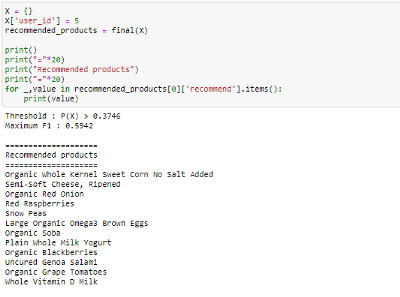 X = {}
X['user_id'] = 5
recommended_products = final(X)
print()
print("="*20)
print("Recommended products")
print("="*20)
for _,value in recommended_products[0]['recommend'].items():
    print(value)
Threshold : P(X) > 0.3746
Maximum F1 : 0.5942
====================
Recommended products
====================
Organic Whole Kernel Sweet Corn No Salt Added
Semi-Soft Cheese, Ripened
Organic Red Onion
Red Raspberries
Snow Peas
Large Organic Omega3 Brown Eggs
Organic Soba
Plain Whole Milk Yogurt
Organic Blackberries
Uncured Genoa Salami
Organic Grape Tomatoes
Whole Vitamin D Milk